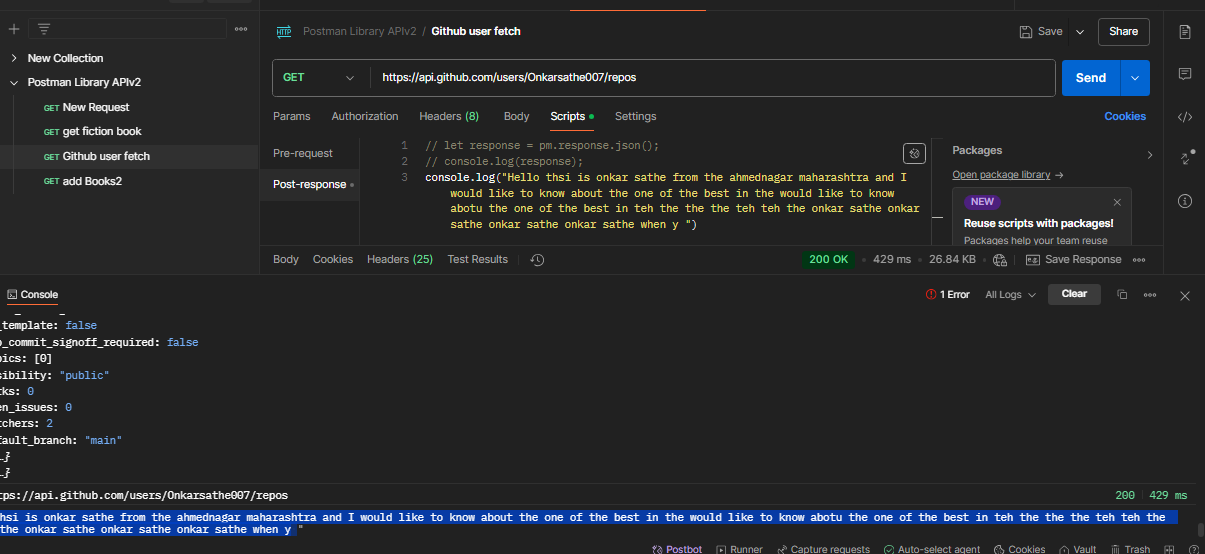 Postman Library APIv2 / Github user fetch
Save
Share
New Collection
Postman Library APIv2
GET New Request
GET get fiction book
GET Github user fetch
GET add Books2
HTTP
GET
https://api.github.com/users/Onkarsathe007/repos
Send
Params Authorization Headers (8) Body Scripts Settings
Cookies
Pre-request
Post-response
1 // let response = pm.response.json();
2 // console.log(response);
3 console.log("Hello thsi is onkar sathe from the ahmednagar maharashtra and I
would like to know about the one of the best in the would like to know
abotu the one of the best in teh the the the teh teh the onkar sathe onkar
sathe onkar sathe onkar sathe when y ")
Packages
Open package library →
NEW
Reuse scripts with packages!
Packages help your team reuse
Body Cookies Headers (25) Test Results
200 OK • 429 ms • 26.84 KB
Save Response
Console
1 Error
All Logs
Clear
_template: false
_commit_signoff_required: false
ics: [0]
sibility: "public"
ks: 0
en_issues: 0
tchers: 2
fault_branch: "main"
}
}
tps://api.github.com/users/Onkarsathe007/repos
200 429 ms
hsi is onkar sathe from the ahmednagar maharashtra and I would like to know about the one of the best in the would like to know abotu the one of the best in teh the the the teh teh the
the onkar sathe onkar sathe onkar sathe onkar sathe when y "
Postbot Runner Capture requests Auto-select agent Cookies Vault Trash